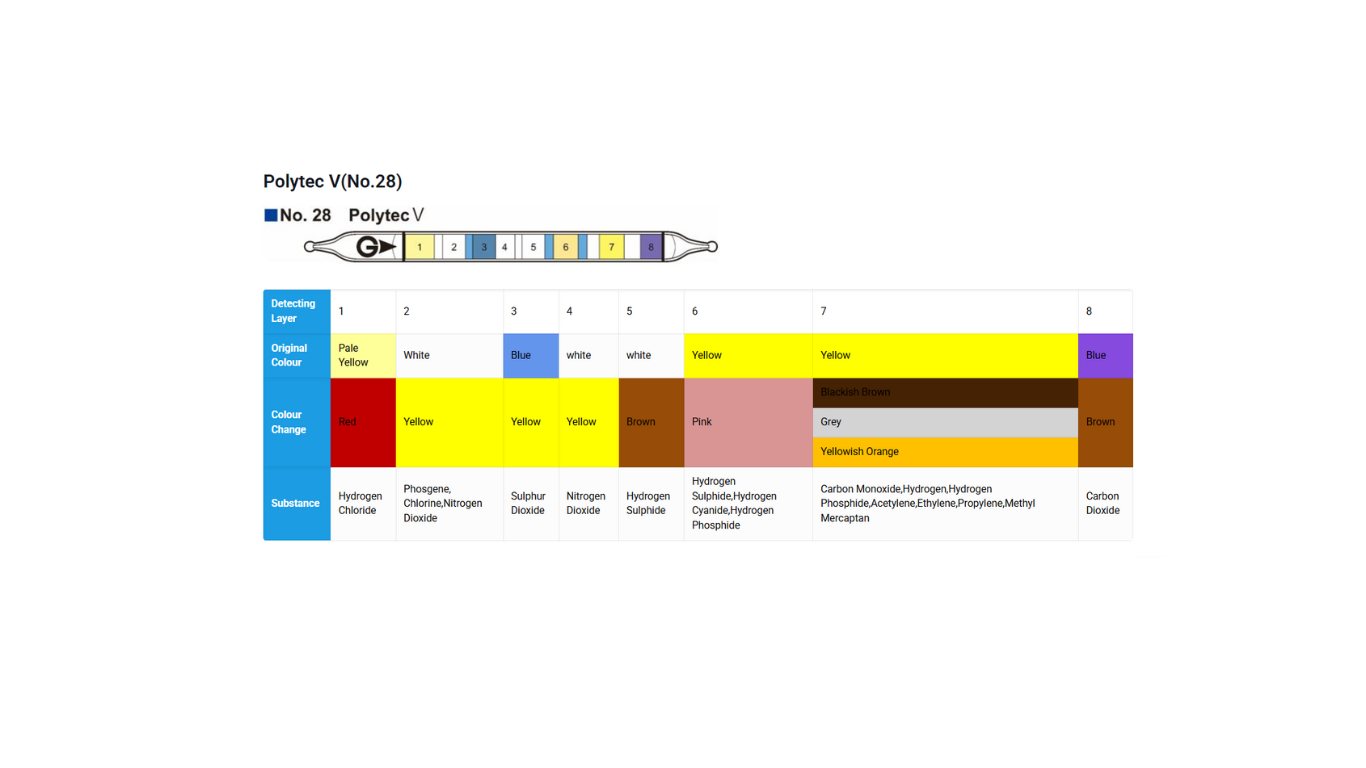 Polytec V(No.28)
No. 28 Polytec V
G 1 2 3 4 5 6 7 8
Detecting Layer 1 2 3 4 5 6 7 8
Original Colour Pale Yellow White Blue white white Yellow Yellow Blue
Colour Change Red Yellow Yellow Yellow Brown Pink Blackish Brown
Grey
Yellowish Orange
Brown
Substance
Hydrogen Chloride
Phosgene, Chlorine,Nitrogen Dioxide
Sulphur Dioxide
Nitrogen Dioxide
Hydrogen Sulphide
Hydrogen Sulphide,Hydrogen Cyanide,Hydrogen Phosphide
Carbon Monoxide,Hydrogen,Hydrogen Phosphide,Acetylene,Ethylene,Propylene,Methyl Mercaptan
Carbon Dioxide